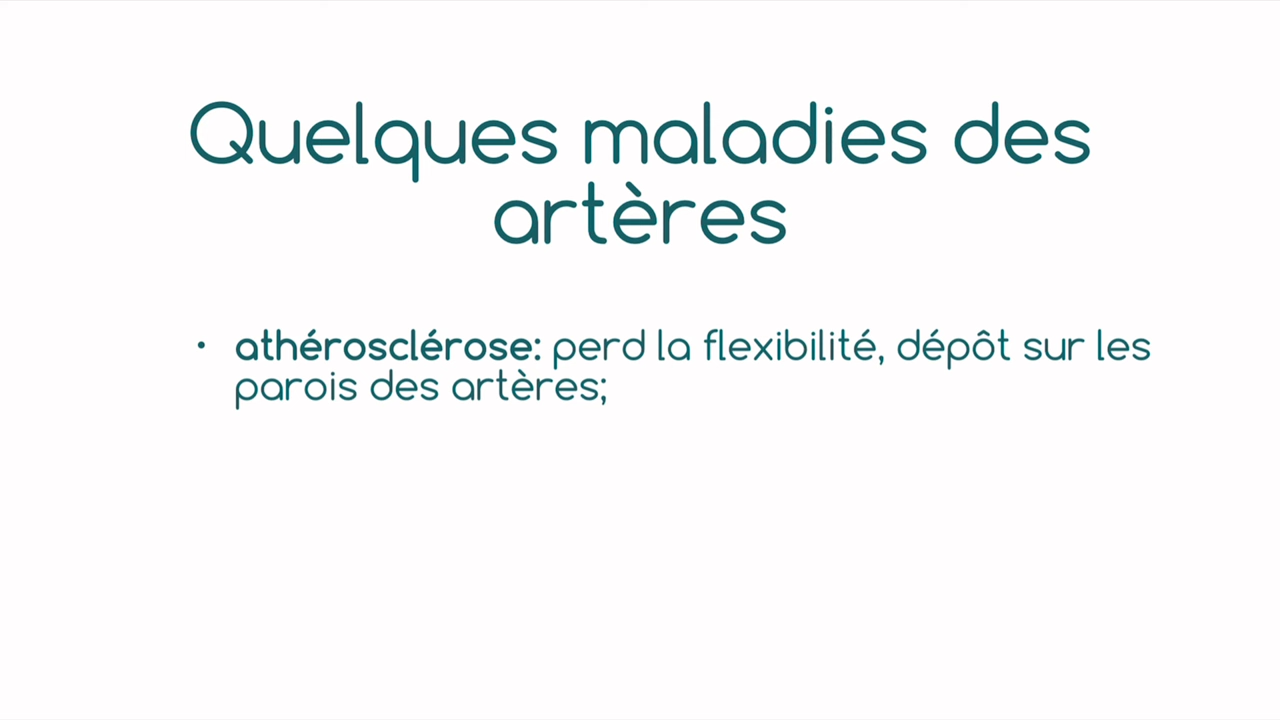 Quelques maladies des
artères
• athérosclérose: perd la flexibilité, dépôt sur les
parois des artères;